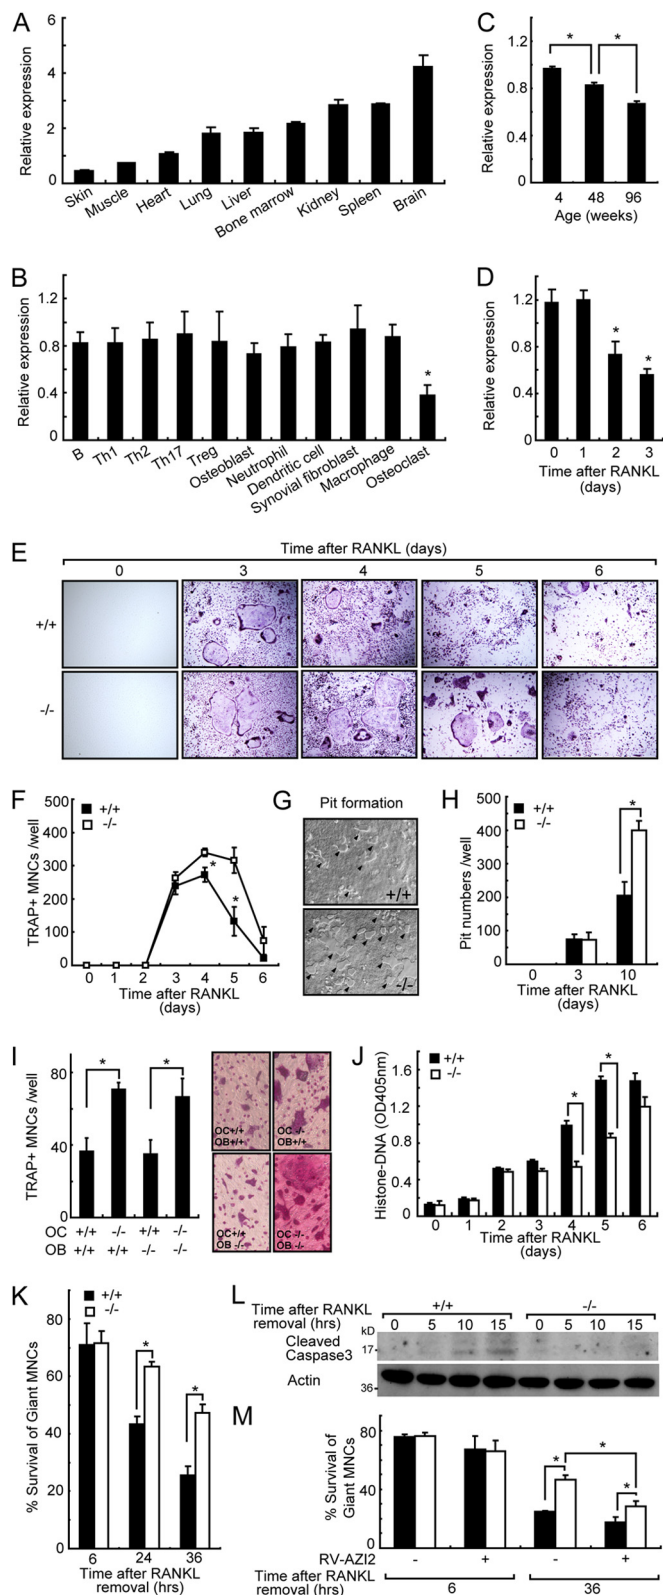 A
Relative expression
6
4
2
0
Skin
Muscle
Heart
Lung
Liver
Bone marrow
Kidney
Spleen
Brain
C
Relative expression
1.2
0.8
0.4
0
* *
4 48 96
Age (weeks)
B
Relative expression
1.2
0.8
0.4
0
*
B
Th1
Th2
Th17
Treg
Osteoblast
Neutrophil
Dendritic cell
Synovial fibroblast
Macrophage
Osteoclast
D
Relative expression
1.2
0.8
0.4
0
*
*
0 1 2 3
Time after RANKL
(days)
E
Time after RANKL (days)
0 3 4 5 6
+/+
-/-
F
+/+
-/-
TRAP+ MNCs /well
500
400
300
200
100
0
*
*
0 1 2 3 4 5 6
Time after RANKL
(days)
G
Pit formation
+/+
-/-
H
+/+
-/-
Pit numbers /well
500
400
300
200
100
0
*
0 3 10
Time after RANKL
(days)
I
TRAP+ MNCs /well
80
40
0
* *
OC +/+ -/- +/+ -/-
OB +/+ +/+ -/- -/-
OC+/+
OB+/+
OC -/-
OB+/+
OC+/+
OB -/-
OC -/-
OB -/-
J
+/+
-/-
Histone-DNA (OD405nm)
1.6
1.2
0.6
0
*
*
0 1 2 3 4 5 6
Time after RANKL
(days)
K
+/+
-/-
% Survival of Giant MNCs
80
60
40
20
0
*
*
6 24 36
Time after RANKL
removal (hrs)
L
+/+ -/-
Time after RANKL
removal (hrs)
0 5 10 15 0 5 10 15
kD
Cleaved
Caspase3
17
Actin
36
M
% Survival of
Giant MNCs
80
60
40
20
0
* * *
RV-AZI2 - + - +
Time after RANKL
removal (hrs)
6 36